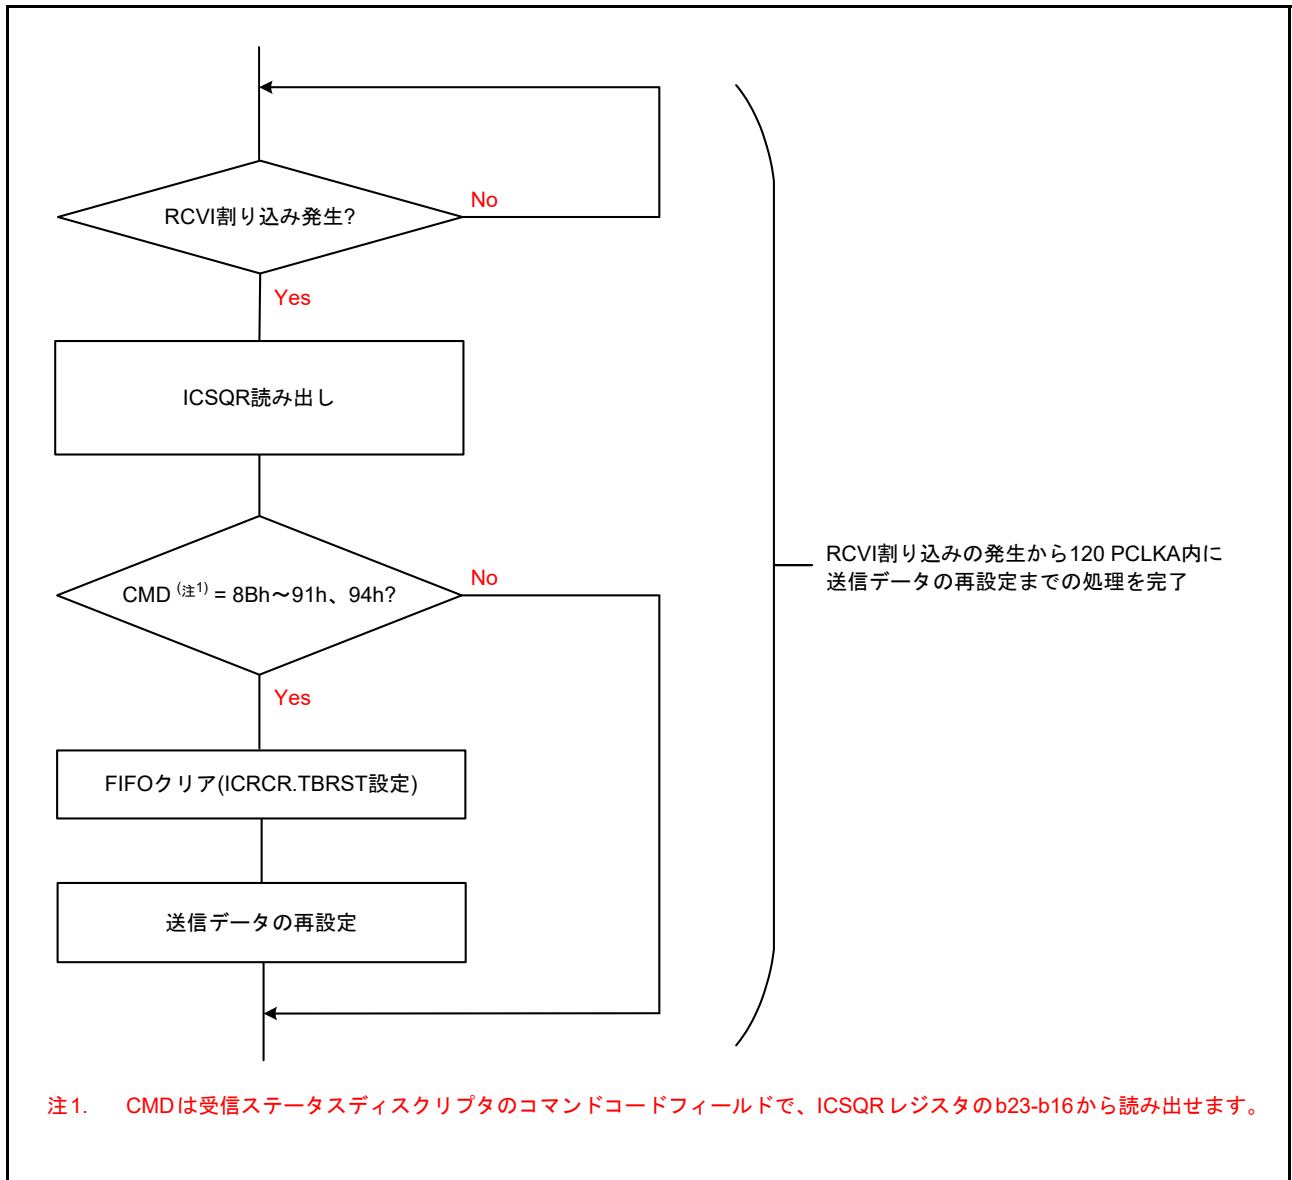 RCVI割り込み発生?
No
Yes
ICSQR読み出し
CMD (注1) = 8Bh～91h、94h?
No
RCVI割り込みの発生から120 PCLKA内に
送信データの再設定までの処理を完了
Yes
FIFOクリア(ICRCR.TBRST設定)
送信データの再設定
注1. CMDは受信ステータスディスクリプタのコマンドコードフィールドで、ICSQRレジスタのb23-b16から読み出せます。